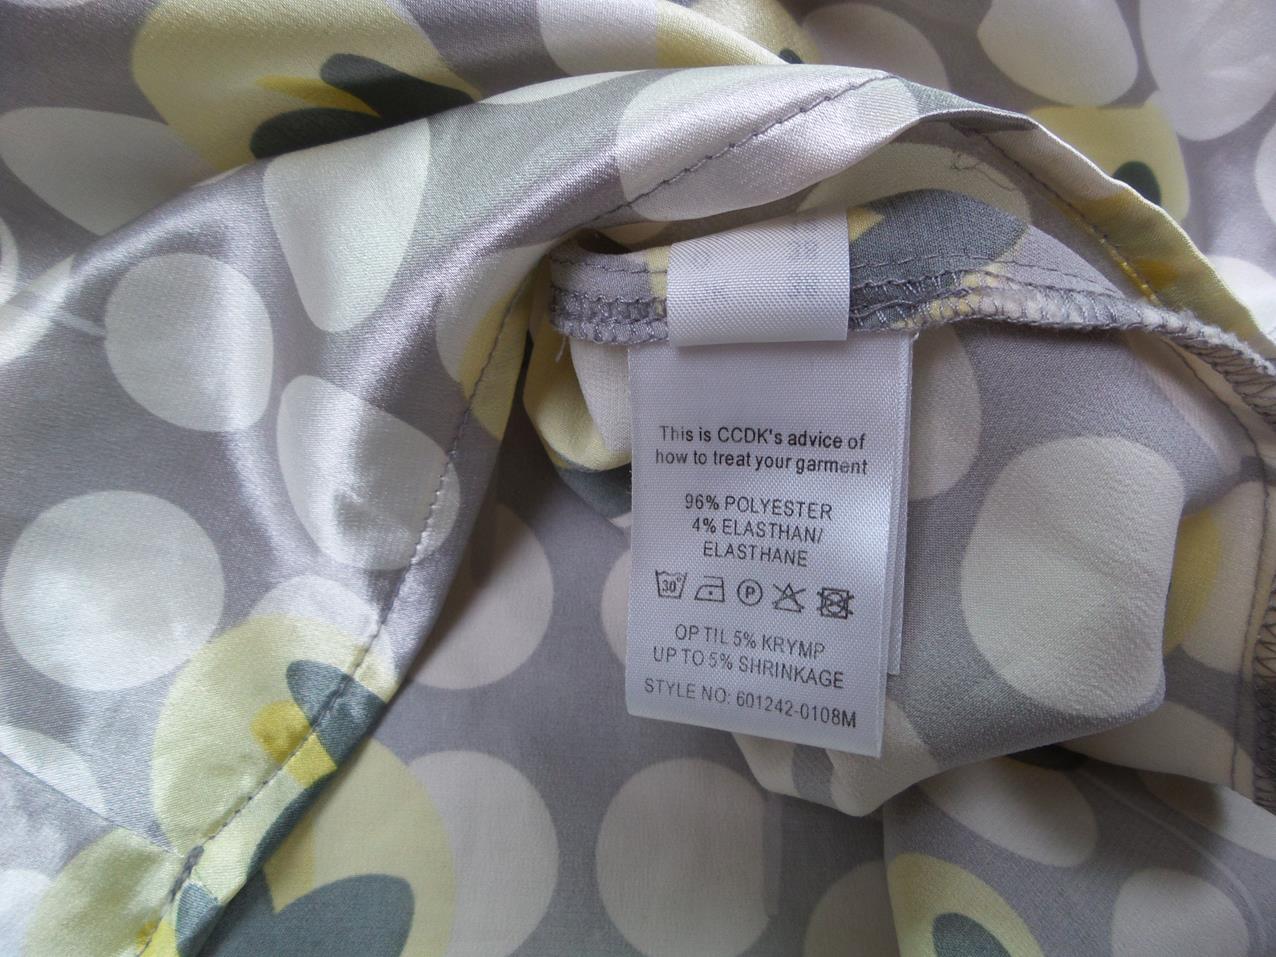 This is CCDK's advice of
how to treat your garment
96% POLYESTER
4% ELASTHAN/
ELASTHANE
30°
P
OP TIL 5% KRYMP
UP TO 5% SHRINKAGE
STYLE NO: 601242-0108M